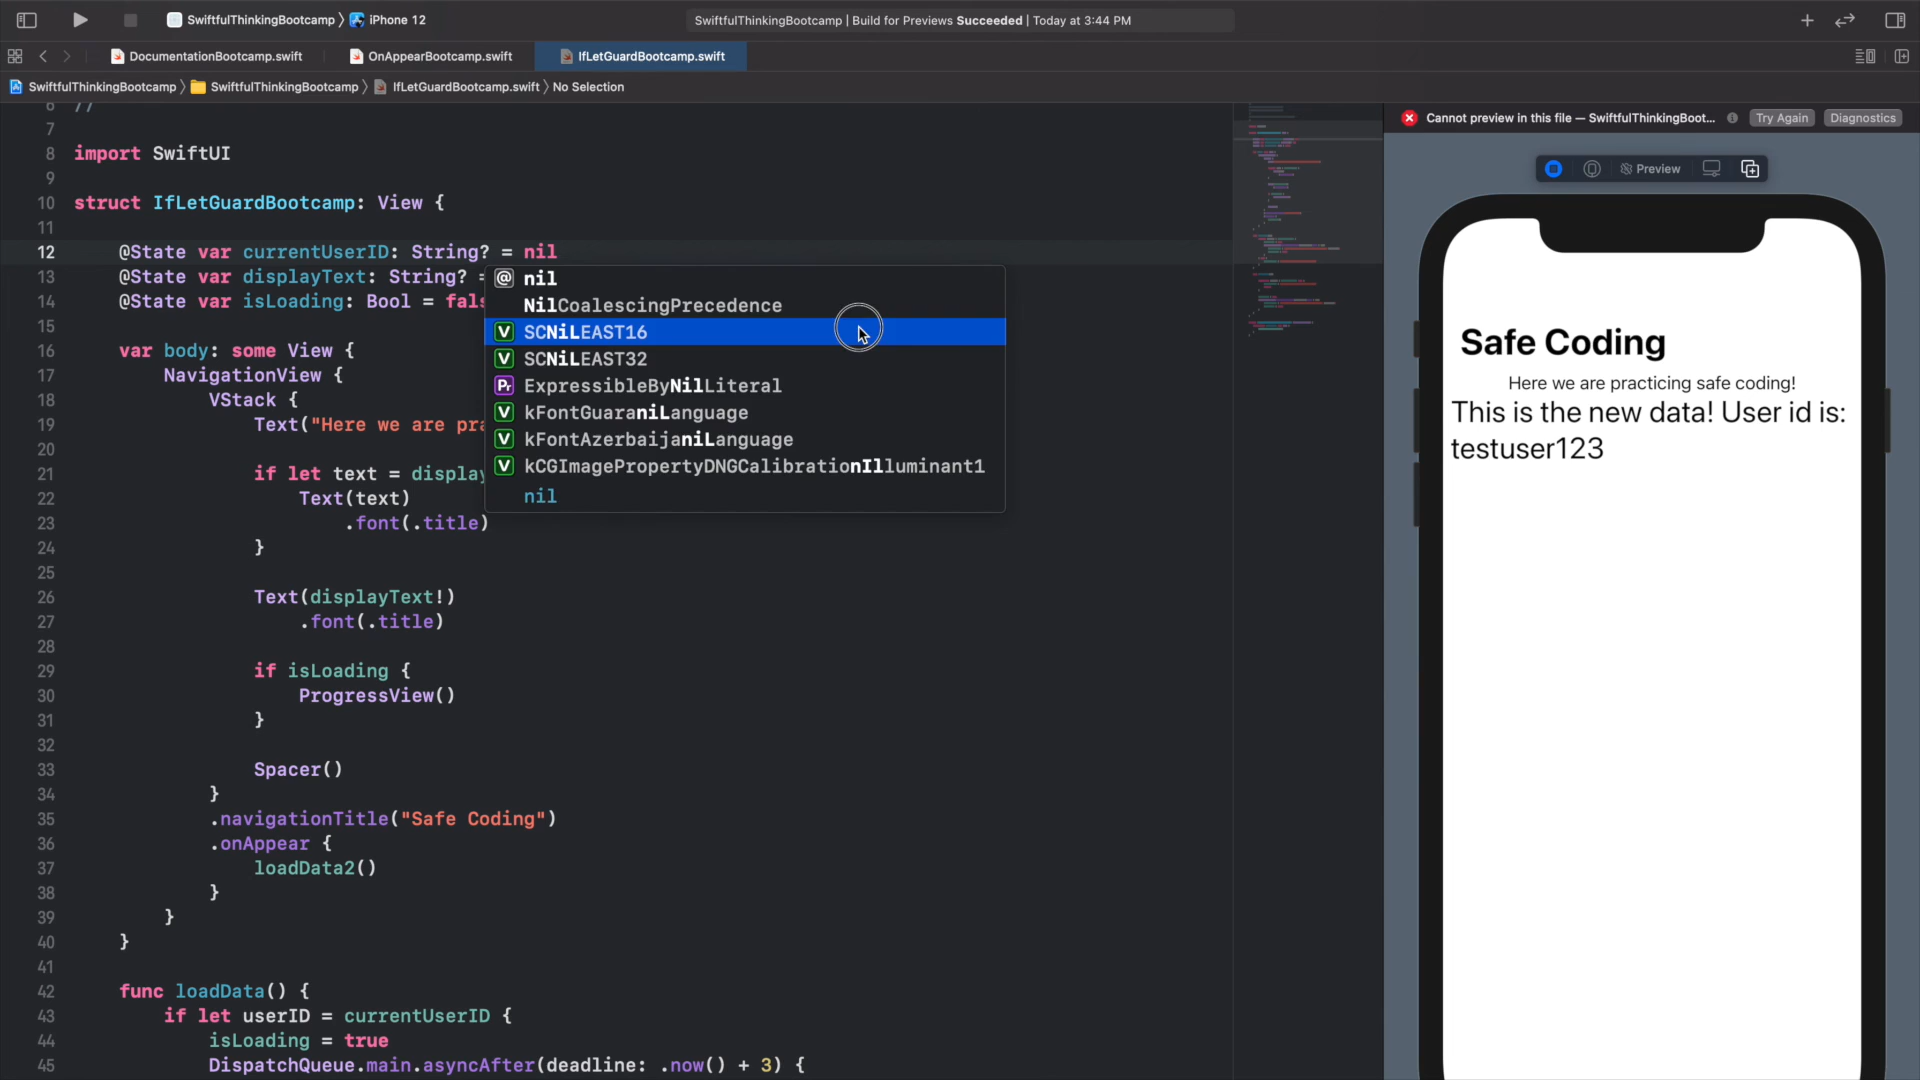 SwiftfulThinkingBootcamp 〉 iPhone 12
SwiftfulThinkingBootcamp | Build for Previews Succeeded | Today at 3:44 PM
DocumentationBootcamp.swift
OnAppearBootcamp.swift
IfLetGuardBootcamp.swift
SwiftfulThinkingBootcamp 〉 SwiftfulThinkingBootcamp 〉 IfLetGuardBootcamp.swift 〉 No Selection
Cannot preview in this file — SwiftfulThinkingBoot...
Try Again
Diagnostics
Preview
6 //
7
8 import SwiftUI
9
10 struct IfLetGuardBootcamp: View {
11
12 @State var currentUserID: String? = nil
13 @State var displayText: String? =
14 @State var isLoading: Bool = fals
15
16 var body: some View {
17 NavigationView {
18 VStack {
19 Text("Here we are pra
20
21 if let text = display
22 Text(text)
23 .font(.title)
24 }
25
26 Text(displayText!)
27 .font(.title)
28
29 if isLoading {
30 ProgressView()
31 }
32
33 Spacer()
34 }
35 .navigationTitle("Safe Coding")
36 .onAppear {
37 loadData2()
38 }
39 }
40 }
41
42 func loadData() {
43 if let userID = currentUserID {
44 isLoading = true
45 DispatchQueue.main.asyncAfter(deadline: .now() + 3) {
@ nil
NilCoalescingPrecedence
V SCNiLEAST16
V SCNiLEAST32
Pr ExpressibleByNilLiteral
V kFontGuaraniLanguage
V kFontAzerbaijaniLanguage
V kCGImagePropertyDNGCalibrationIlluminant1
nil
Safe Coding
Here we are practicing safe coding!
This is the new data! User id is:
testuser123